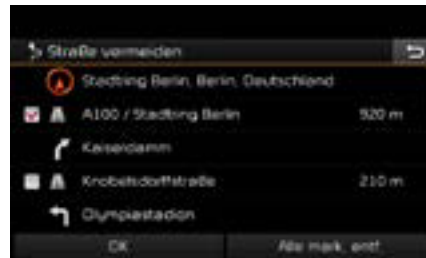 Straße vermeiden
Stadtring Berlin, Berlin, Deutschland
A100 / Stadtring Berlin 920 m
Kaiserdamm
Knobelsdorffstraße 210 m
Olympiastadion
OK Alle mark. entf.